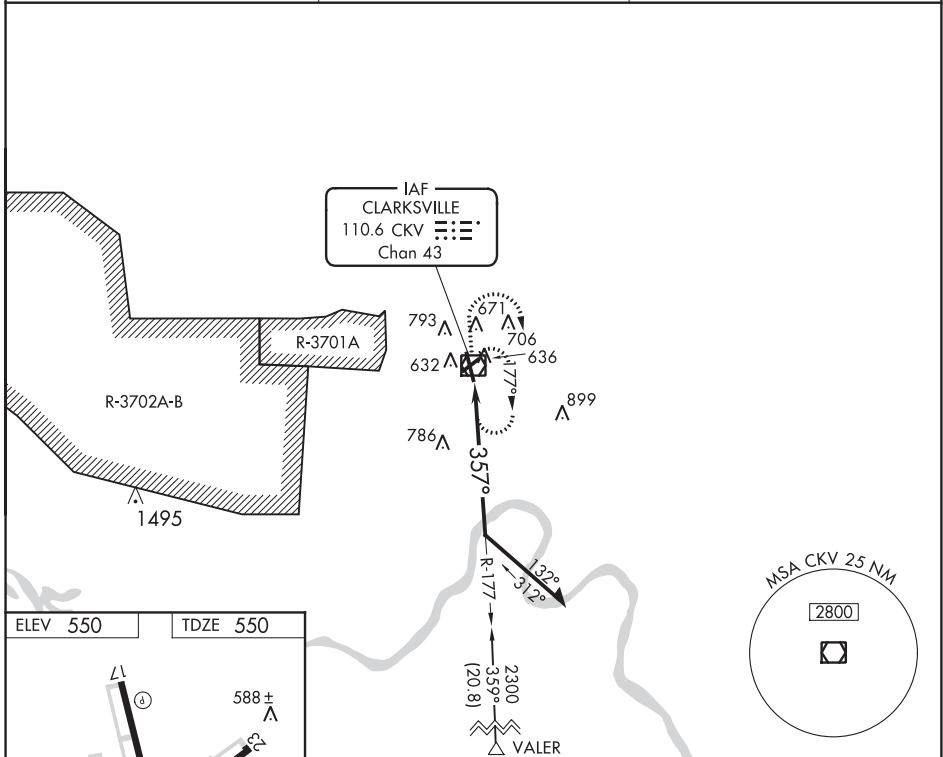 IAF
CLARKSVILLE
110.6 CKV
Chan 43
R-3701A
R-3702A-B
793
671
706
632
636
177°
899
786
357°
1495
R-177
132°
312°
MSA CKV 25 NM
2800
2300
359°
(20.8)
VALER
ELEV 550
TDZE 550
17
P
588 ±
23